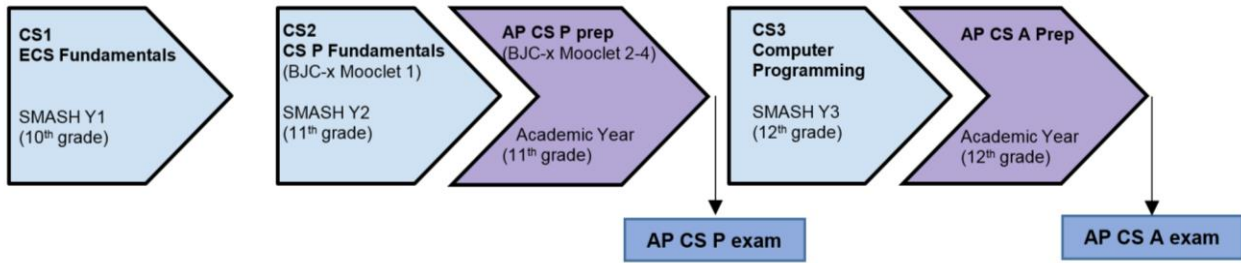 CS1
ECS Fundamentals
SMASH Y1
(10th grade)
CS2
CS P Fundamentals
(BJC-x Mooclet 1)
SMASH Y2
(11th grade)
AP CS P prep
(BJC-x Mooclet 2-4)
Academic Year
(11th grade)
CS3
Computer
Programming
SMASH Y3
(12th grade)
AP CS A Prep
Academic Year
(12th grade)
AP CS P exam
AP CS A exam